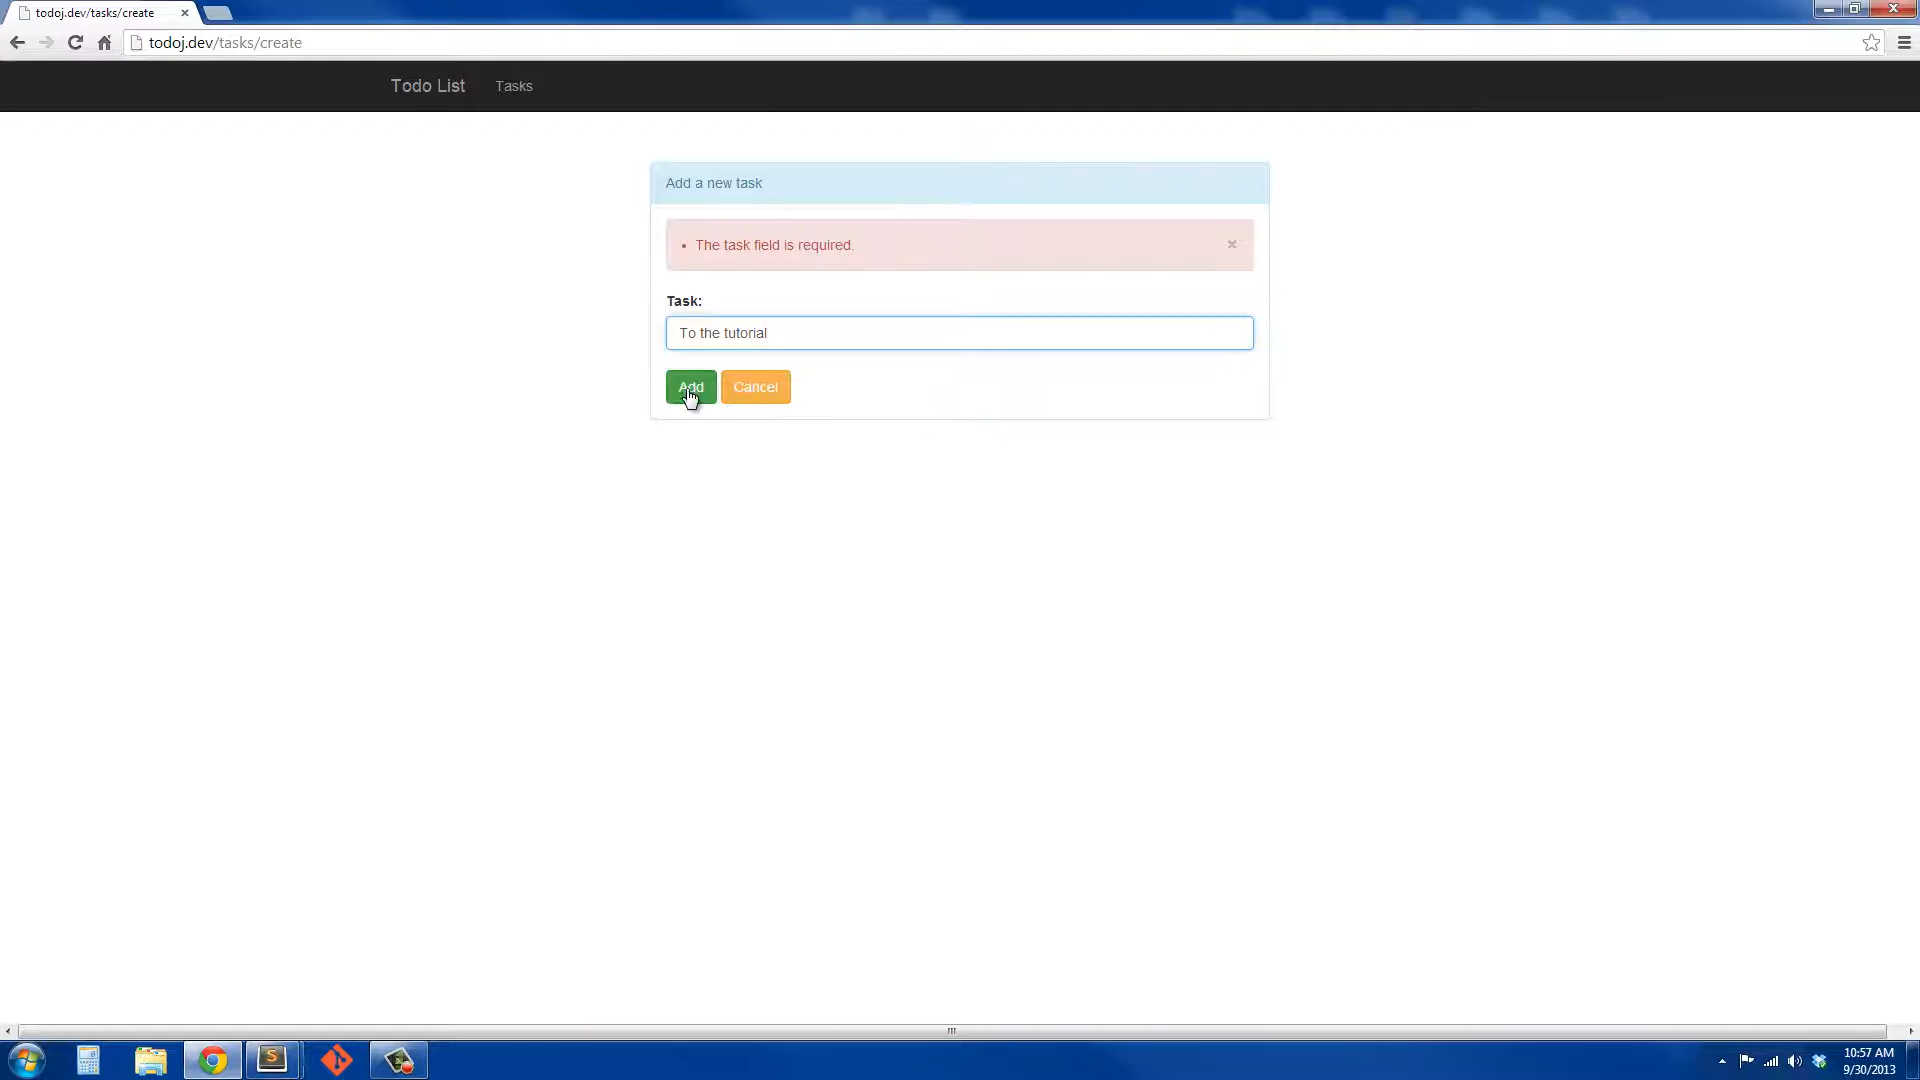 todoj.dev/tasks/create
todoj.dev/tasks/create
Todo List Tasks
Add a new task
• The task field is required. ×
Task:
To the tutorial
Add Cancel
10:57 AM
9/30/2013